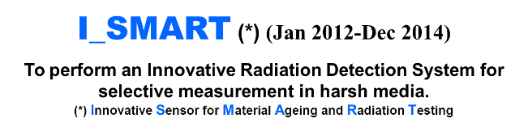 I_SMART (*) (Jan 2012-Dec 2014)
To perform an Innovative Radiation Detection System for
selective measurement in harsh media.
(*) Innovative Sensor for Material Ageing and Radiation Testing